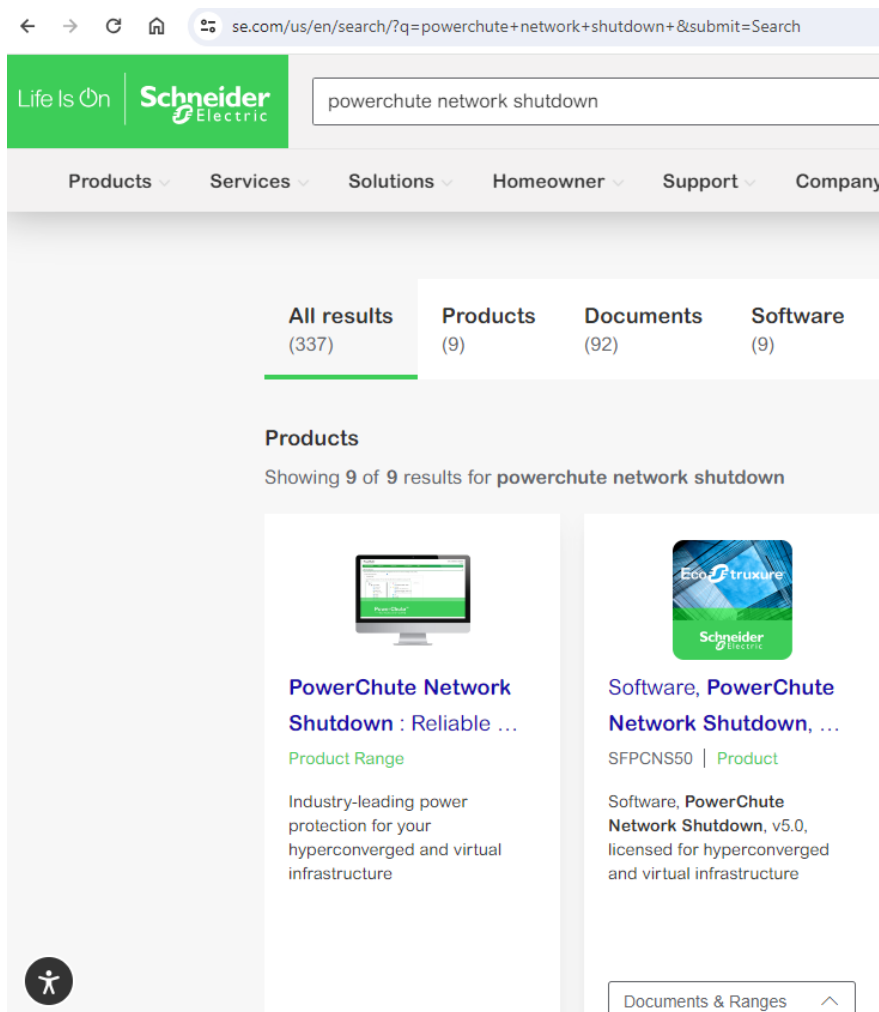 se.com/us/en/search/?q=powerchute+network+shutdown+&submit=Search
Life Is On
Schneider
Electric
powerchute network shutdown
Products
Services
Solutions
Homeowner
Support
Company
All results
(337)
Products
(9)
Documents
(92)
Software
(9)
Products
Showing 9 of 9 results for powerchute network shutdown
PowerChute Network
Shutdown : Reliable …
Product Range
Industry-leading power
protection for your
hyperconverged and virtual
infrastructure
EcoStruxure
Schneider
Electric
Software, PowerChute
Network Shutdown, …
SFPCNS50 | Product
Software, PowerChute
Network Shutdown, v5.0,
licensed for hyperconverged
and virtual infrastructure
Documents & Ranges